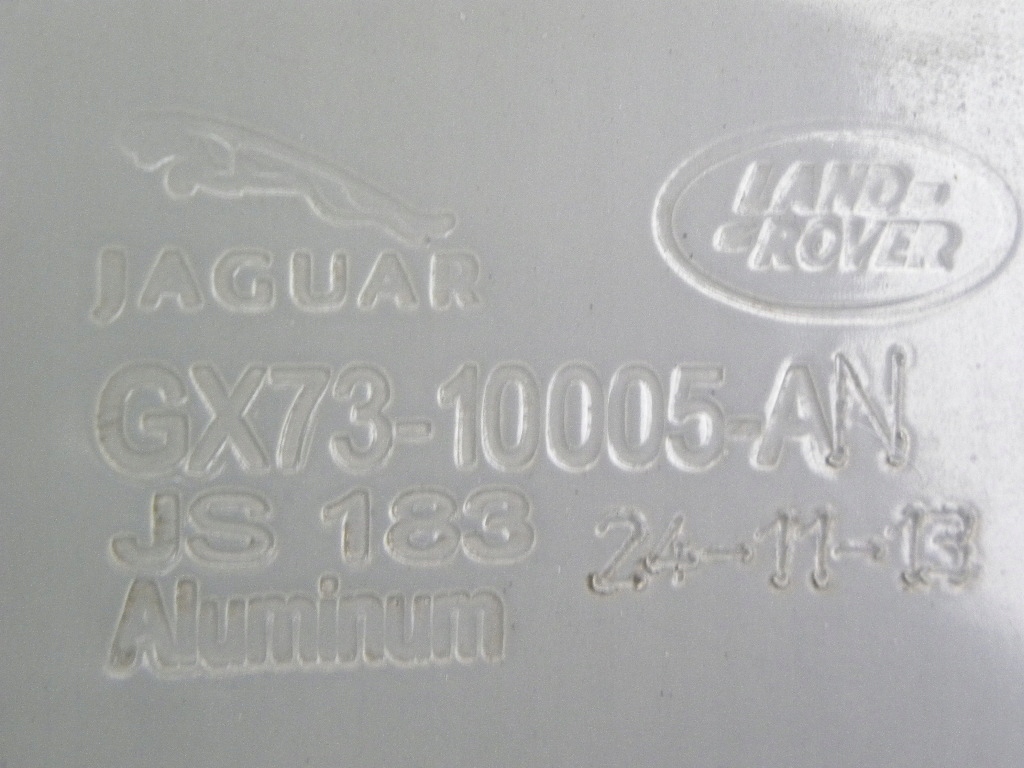 JAGUAR
LAND-
-ROVER
GX73-10005-AN
JS 183
24-11-13
Aluminum